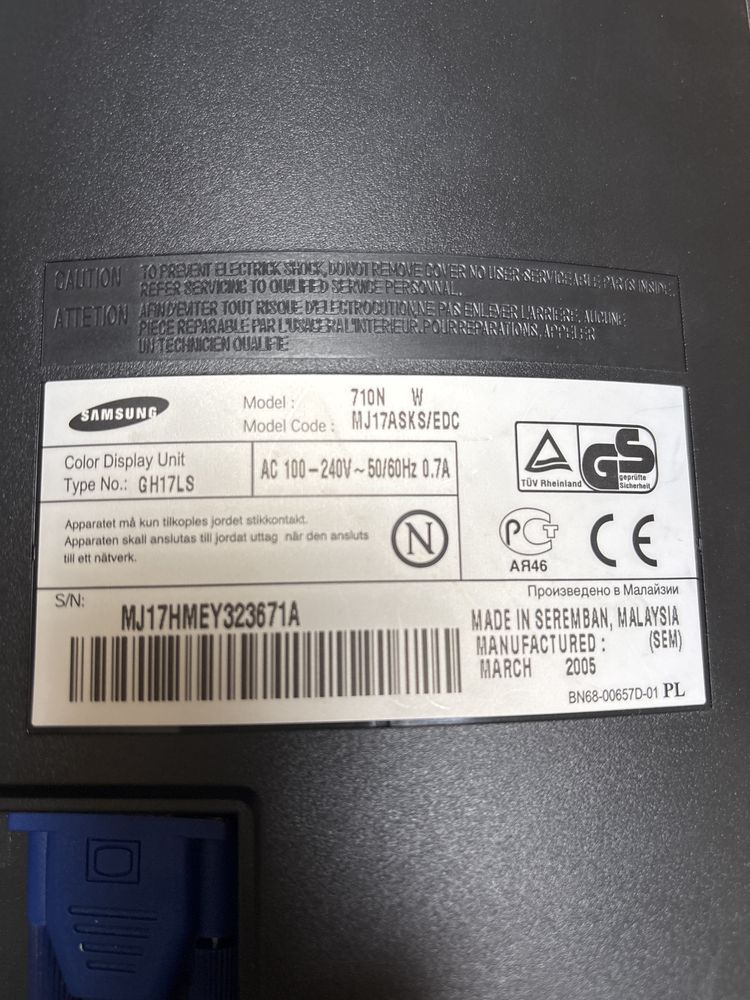 CAUTION TO PREVENT ELECTRICK SHOCK, DO NOT REMOVE COVER NO USER-SERVICEABLE PARTS INSIDE.
REFER SERVICING TO QULIFED SERVICE PERSONNAL.
ATTETION AFIN D'EVITER TOUT RISQUE D'ELECTROCUTION, NE PAS ENLEVER L'ARRIERE, AUCUNE
PIECE REPARABLE PAR L'USAGER A L'INTERIEUR. POUR REPARATIONS, APPELER
UN TECHNICIEN QUALIFIE
SAMSUNG
Model : 710N W
Model Code : MJ17ASKS/EDC
Color Display Unit
Type No.: GH17LS
AC 100-240V~50/60Hz 0.7A
TÜV Rheinland
GS
geprüfte
Sicherheit
Apparatet må kun tilkoples jordet stikkontakt.
Apparaten skall anslutas till jordat uttag når den ansluts
till ett nätverk.
N
РСТ
АЯ46
CE
Произведено в Малайзии
S/N:
MJ17HMEY323671A
MADE IN SEREMBAN, MALAYSIA
MANUFACTURED : (SEM)
MARCH 2005
BN68-00657D-01 PL